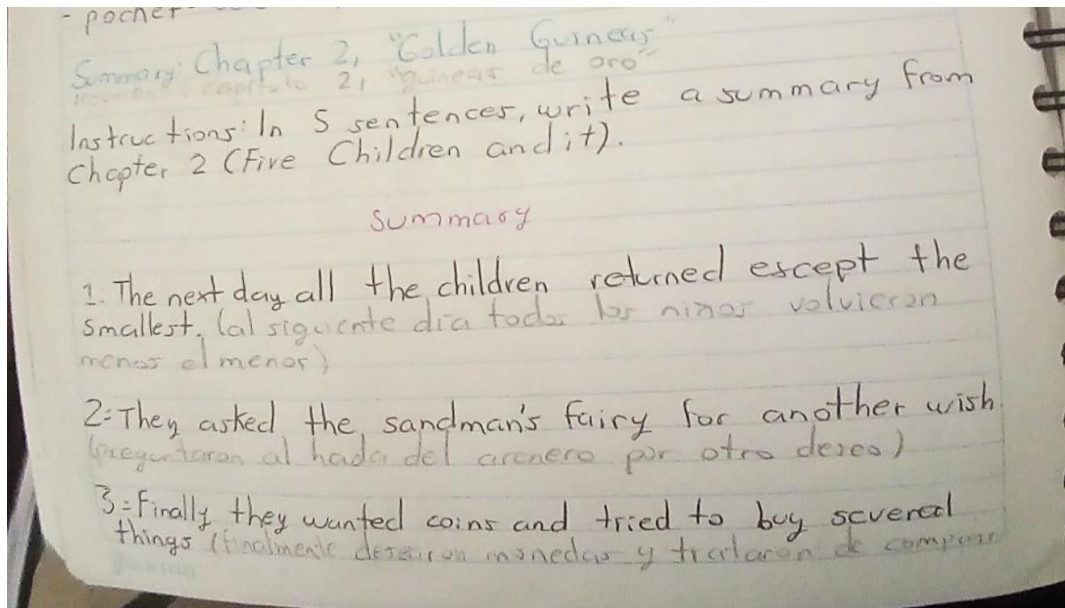 - pocket
Summary: Chapter 2, "Golden Guineas"
capitulo 2, "guineas de oro"
Instructions: In 5 sentences, write a summary from
Chapter 2 (Five Children and it).
Summary
1. The next day all the children returned except the
smallest. (al siguiente dia todos los niños volvieron
menos el menor)
2=They asked the sandman's fairy for another wish
(preguntaron al hada del arenero por otro deseo)
3=Finally they wanted coins and tried to buy several
things (finalmente desearon monedas y trataron de comprar